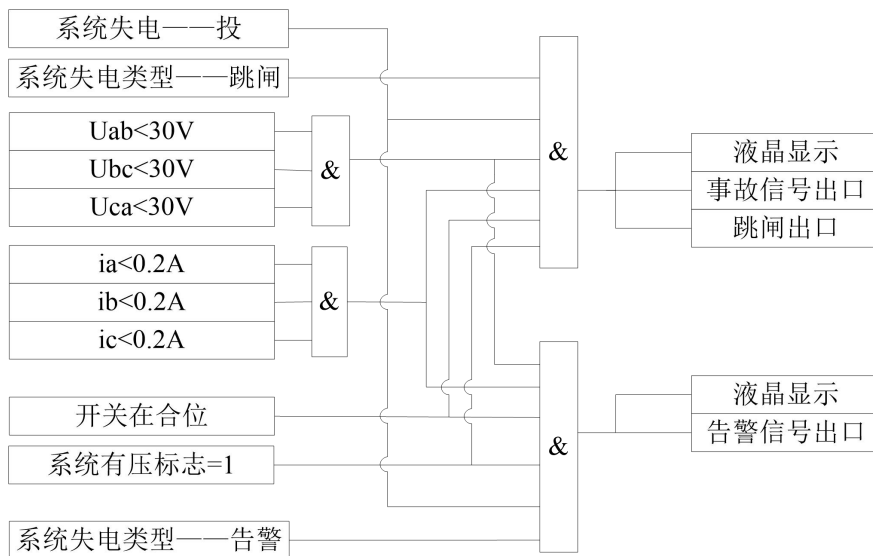 系统失电——投
系统失电类型——跳闸
Uab<30V
Ubc<30V
Uca<30V
&
ia<0.2A
ib<0.2A
ic<0.2A
&
开关在合位
系统有压标志=1
系统失电类型——告警
&
液晶显示
事故信号出口
跳闸出口
&
液晶显示
告警信号出口